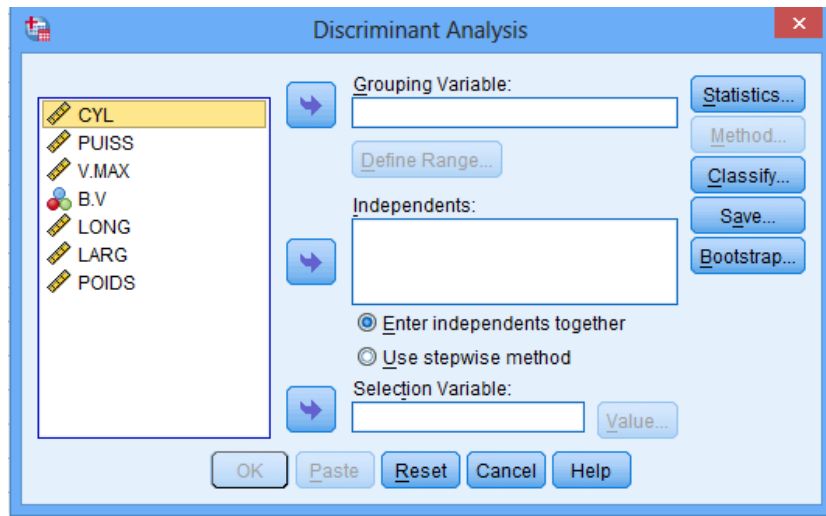 Discriminant Analysis
CYL
PUISS
V.MAX
B.V
LONG
LARG
POIDS
Grouping Variable:
Define Range...
Independents:
Enter independents together
Use stepwise method
Selection Variable:
Value...
Statistics...
Method...
Classify...
Save...
Bootstrap...
OK Paste Reset Cancel Help